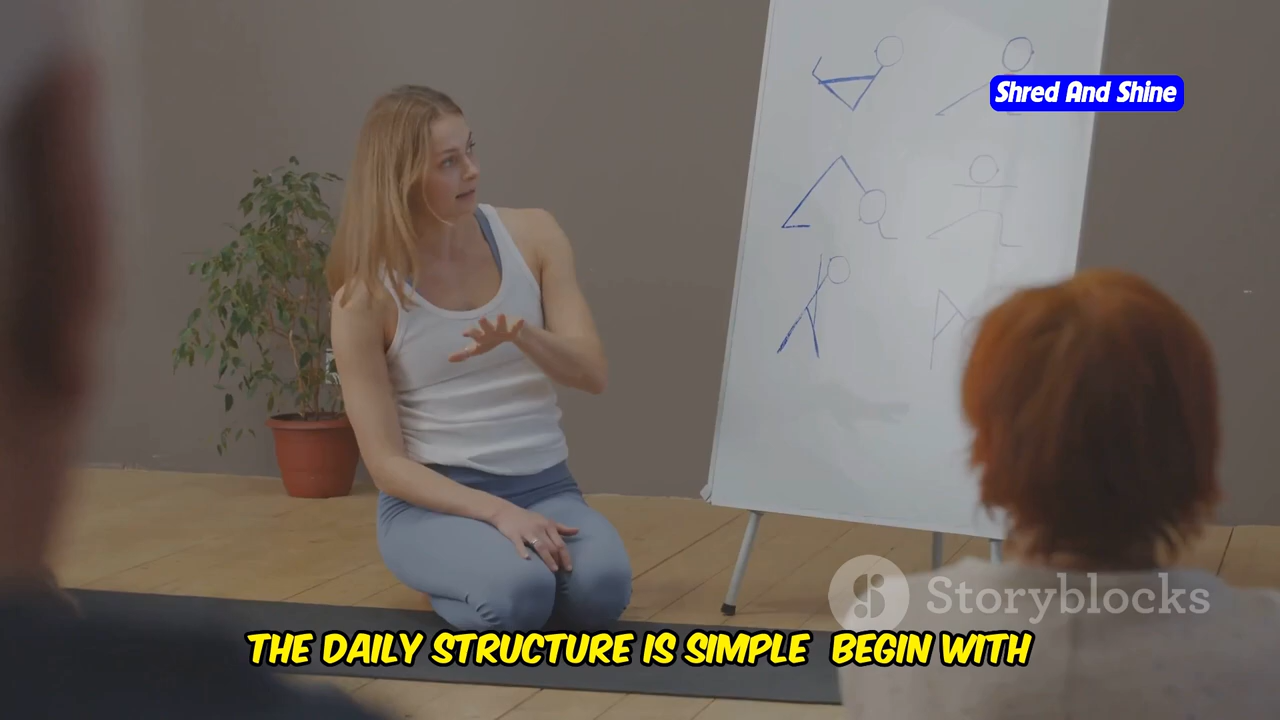 Shred And Shine
Storyblocks
THE DAILY STRUCTURE IS SIMPLE BEGIN WITH